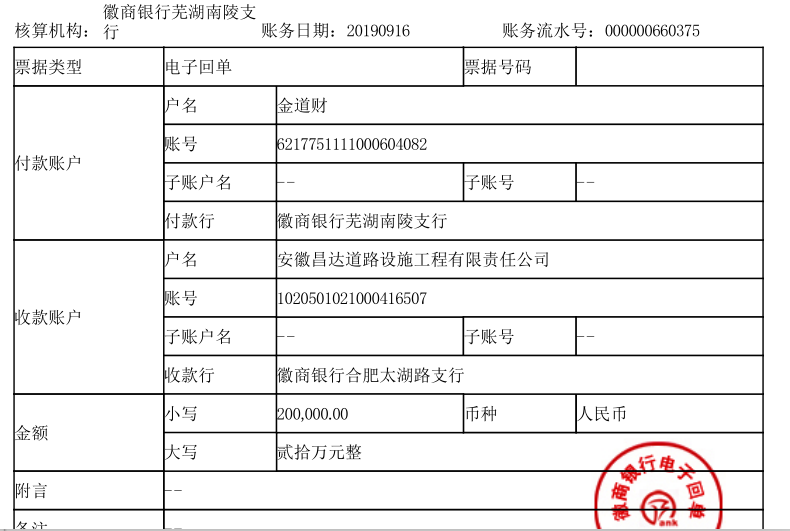 徽商银行芜湖南陵支
核算机构： 行 账务日期：20190916 账务流水号：000000660375
票据类型 电子回单 票据号码
付款账户
户名 金道财
账号 6217751111000604082
子账户名 -- 子账号 --
付款行 徽商银行芜湖南陵支行
收款账户
户名 安徽昌达道路设施工程有限责任公司
账号 1020501021000416507
子账户名 -- 子账号 --
收款行 徽商银行合肥太湖路支行
金额
小写 200,000.00 币种 人民币
大写 贰拾万元整
附言 --
备注 --
徽商银行电子回单
ank